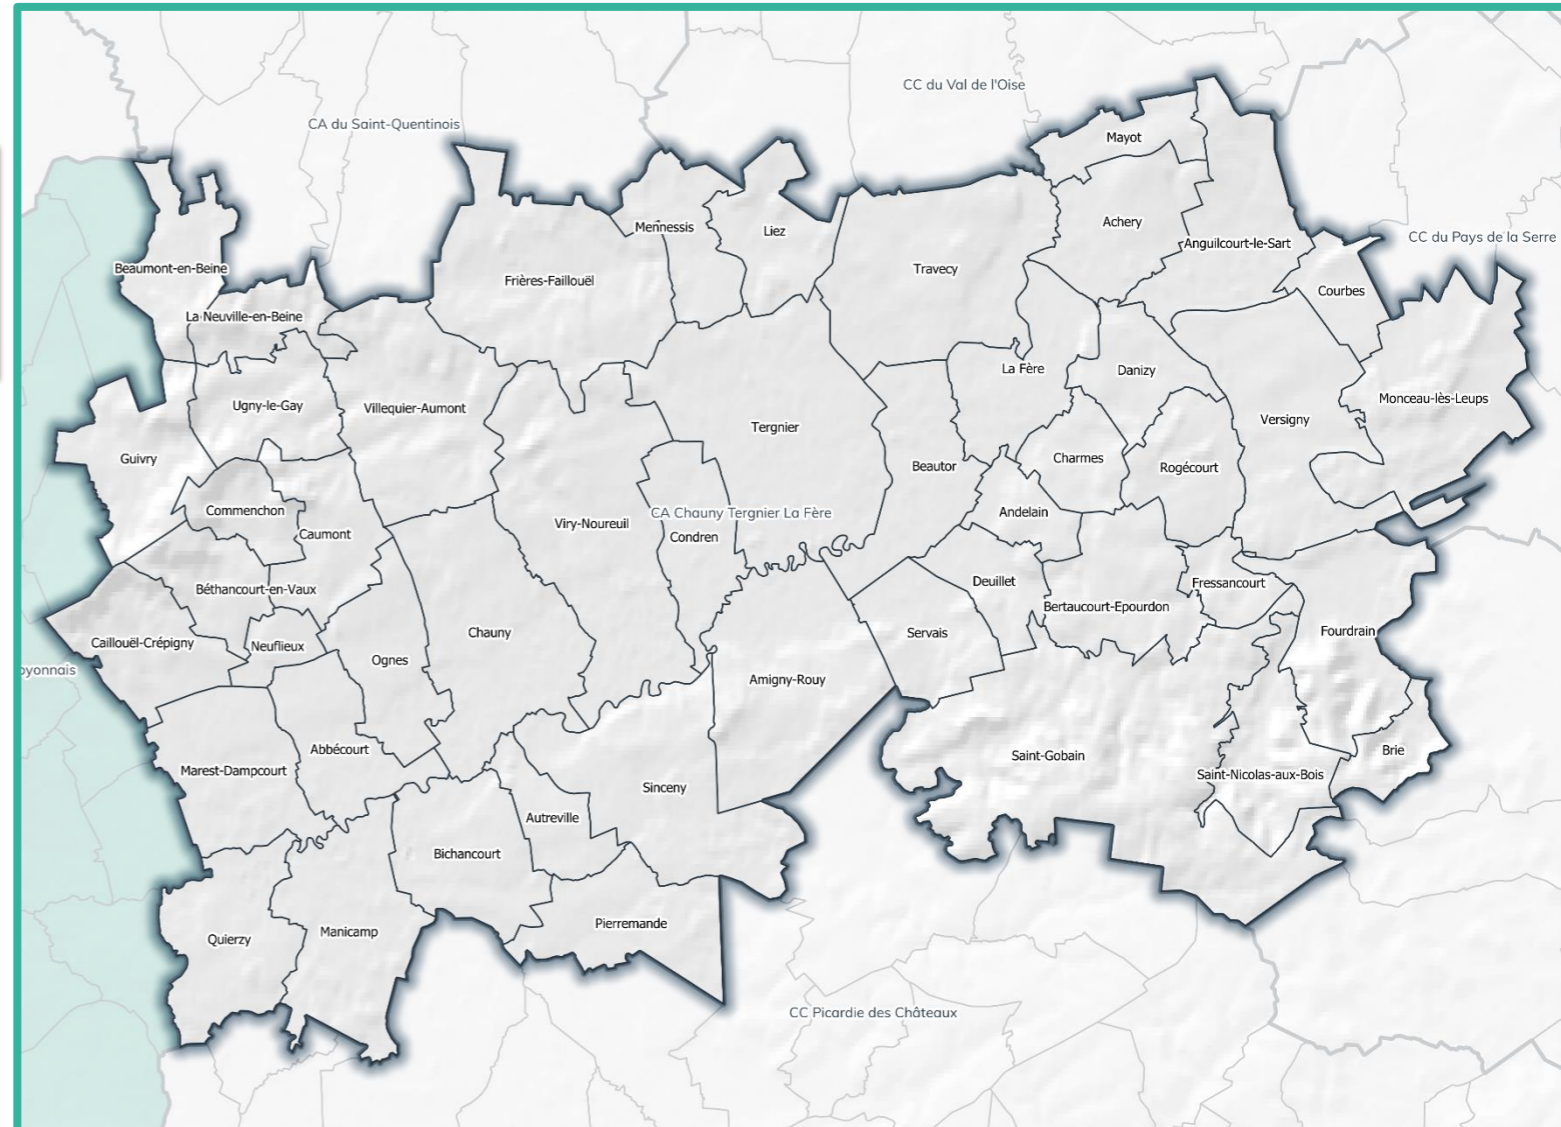 CC du Val de l'Oise
CA du Saint-Quentinois
Mayot
Mennessis
Liez
Achery
Anguilcourt-le-Sart
CC du Pays de la Serre
Beaumont-en-Beine
Frières-Faillouël
Travecy
Courbes
La Neuville-en-Beine
La Fère
Danizy
Ugny-le-Gay
Villequier-Aumont
Monceau-lès-Leups
Tergnier
Versigny
Guivry
Beautor
Charmes
Rogécourt
Commenchon
Viry-Noureuil
CA Chauny Tergnier La Fère
Andelain
Caumont
Condren
Béthancourt-en-Vaux
Deuillet
Fressancourt
Bertaucourt-Epourdon
Caillouël-Crépigny
Neuflieux
Chauny
Servais
Fourdrain
Ognes
oyonnais
Amigny-Rouy
Abbécourt
Marest-Dampcourt
Saint-Gobain
Brie
Saint-Nicolas-aux-Bois
Sinceny
Autreville
Bichancourt
Pierremande
Quierzy
Manicamp
CC Picardie des Châteaux